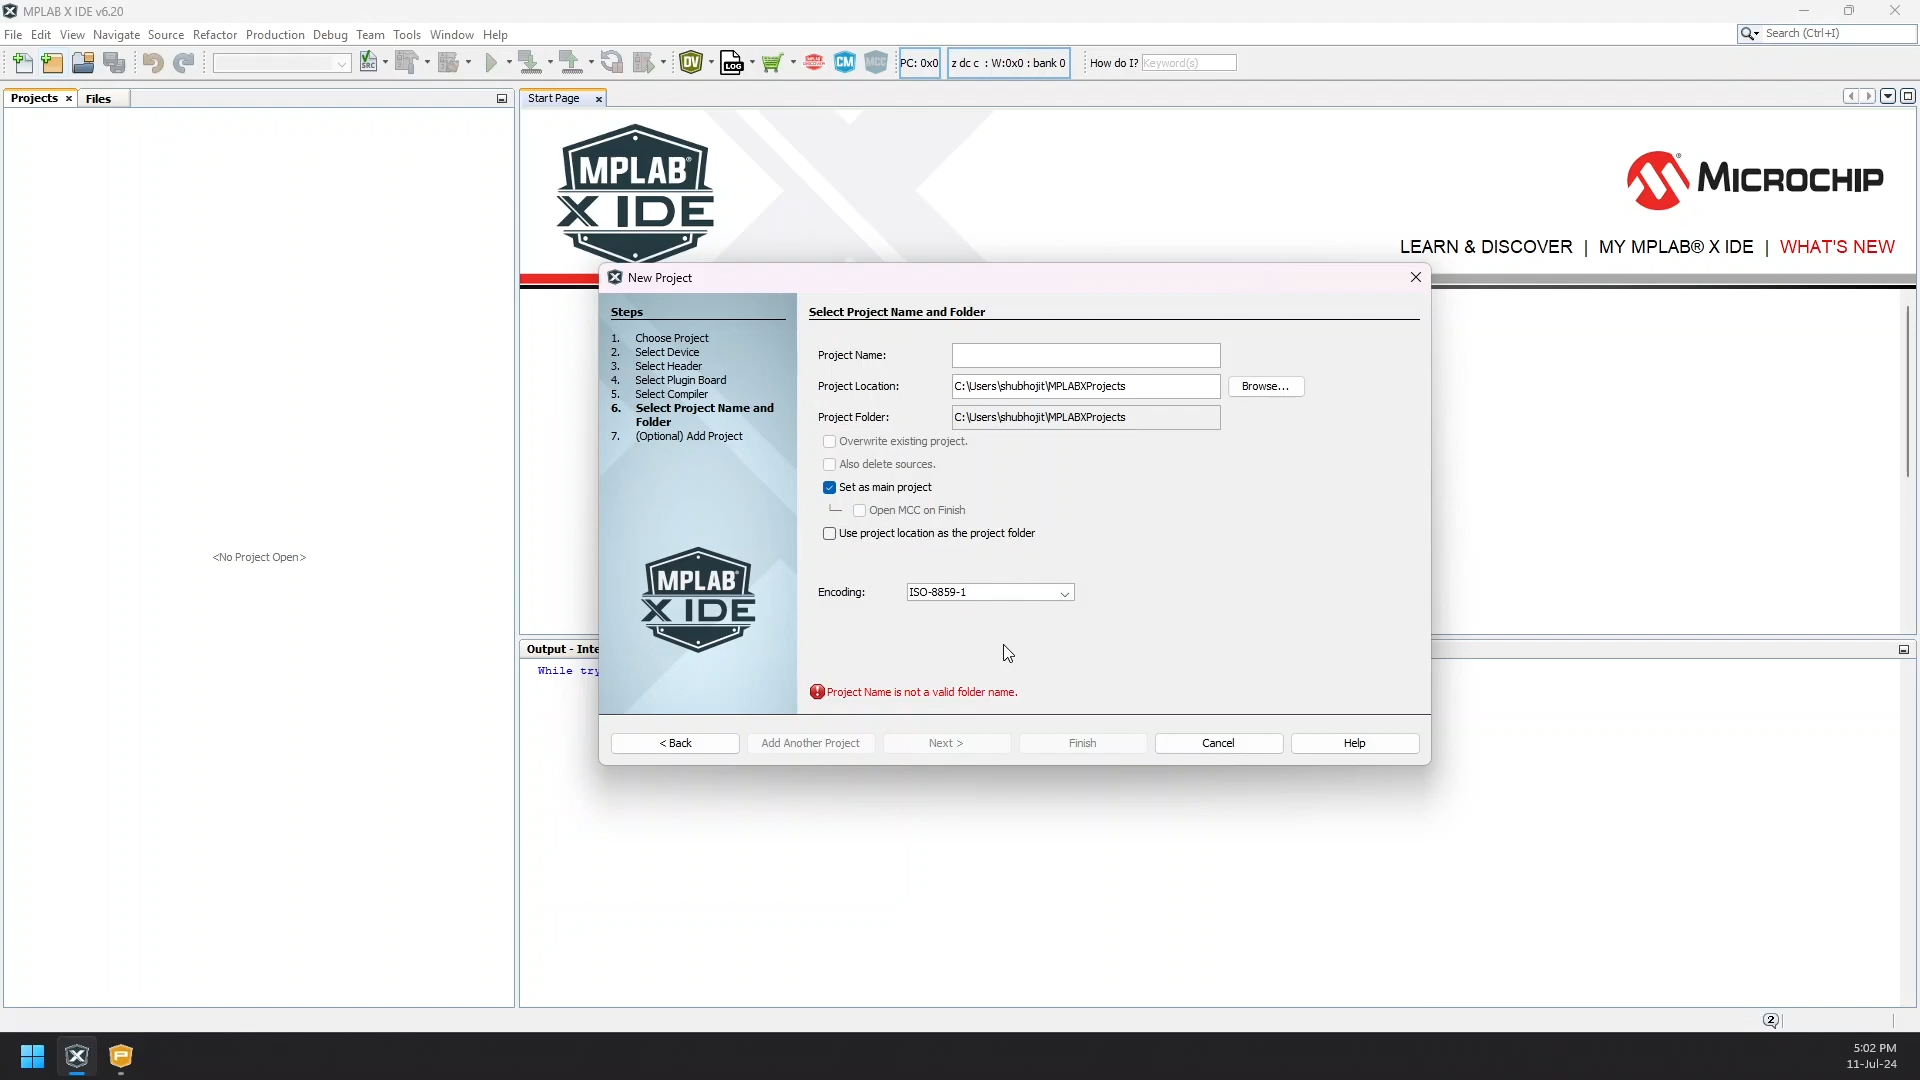 MPLAB X IDE v6.20
File Edit View Navigate Source Refactor Production Debug Team Tools Window Help
Search (Ctrl+I)
PC: 0x0
z dc c : W:0x0 : bank 0
How do I? Keyword(s)
Projects
Files
Start Page
MPLAB®
X IDE
MICROCHIP
LEARN & DISCOVER | MY MPLAB® X IDE | WHAT'S NEW
<No Project Open>
New Project
Steps
1. Choose Project
2. Select Device
3. Select Header
4. Select Plugin Board
5. Select Compiler
6. Select Project Name and
Folder
7. (Optional) Add Project
MPLAB®
X IDE
Select Project Name and Folder
Project Name:
Project Location: C:\Users\shubhojit\MPLABXProjects Browse...
Project Folder: C:\Users\shubhojit\MPLABXProjects
Overwrite existing project.
Also delete sources.
Set as main project
Open MCC on Finish
Use project location as the project folder
Encoding: ISO-8859-1
Project Name is not a valid folder name.
< Back Add Another Project Next > Finish Cancel Help
Output - Inte
While try
2
5:02 PM
11-Jul-24